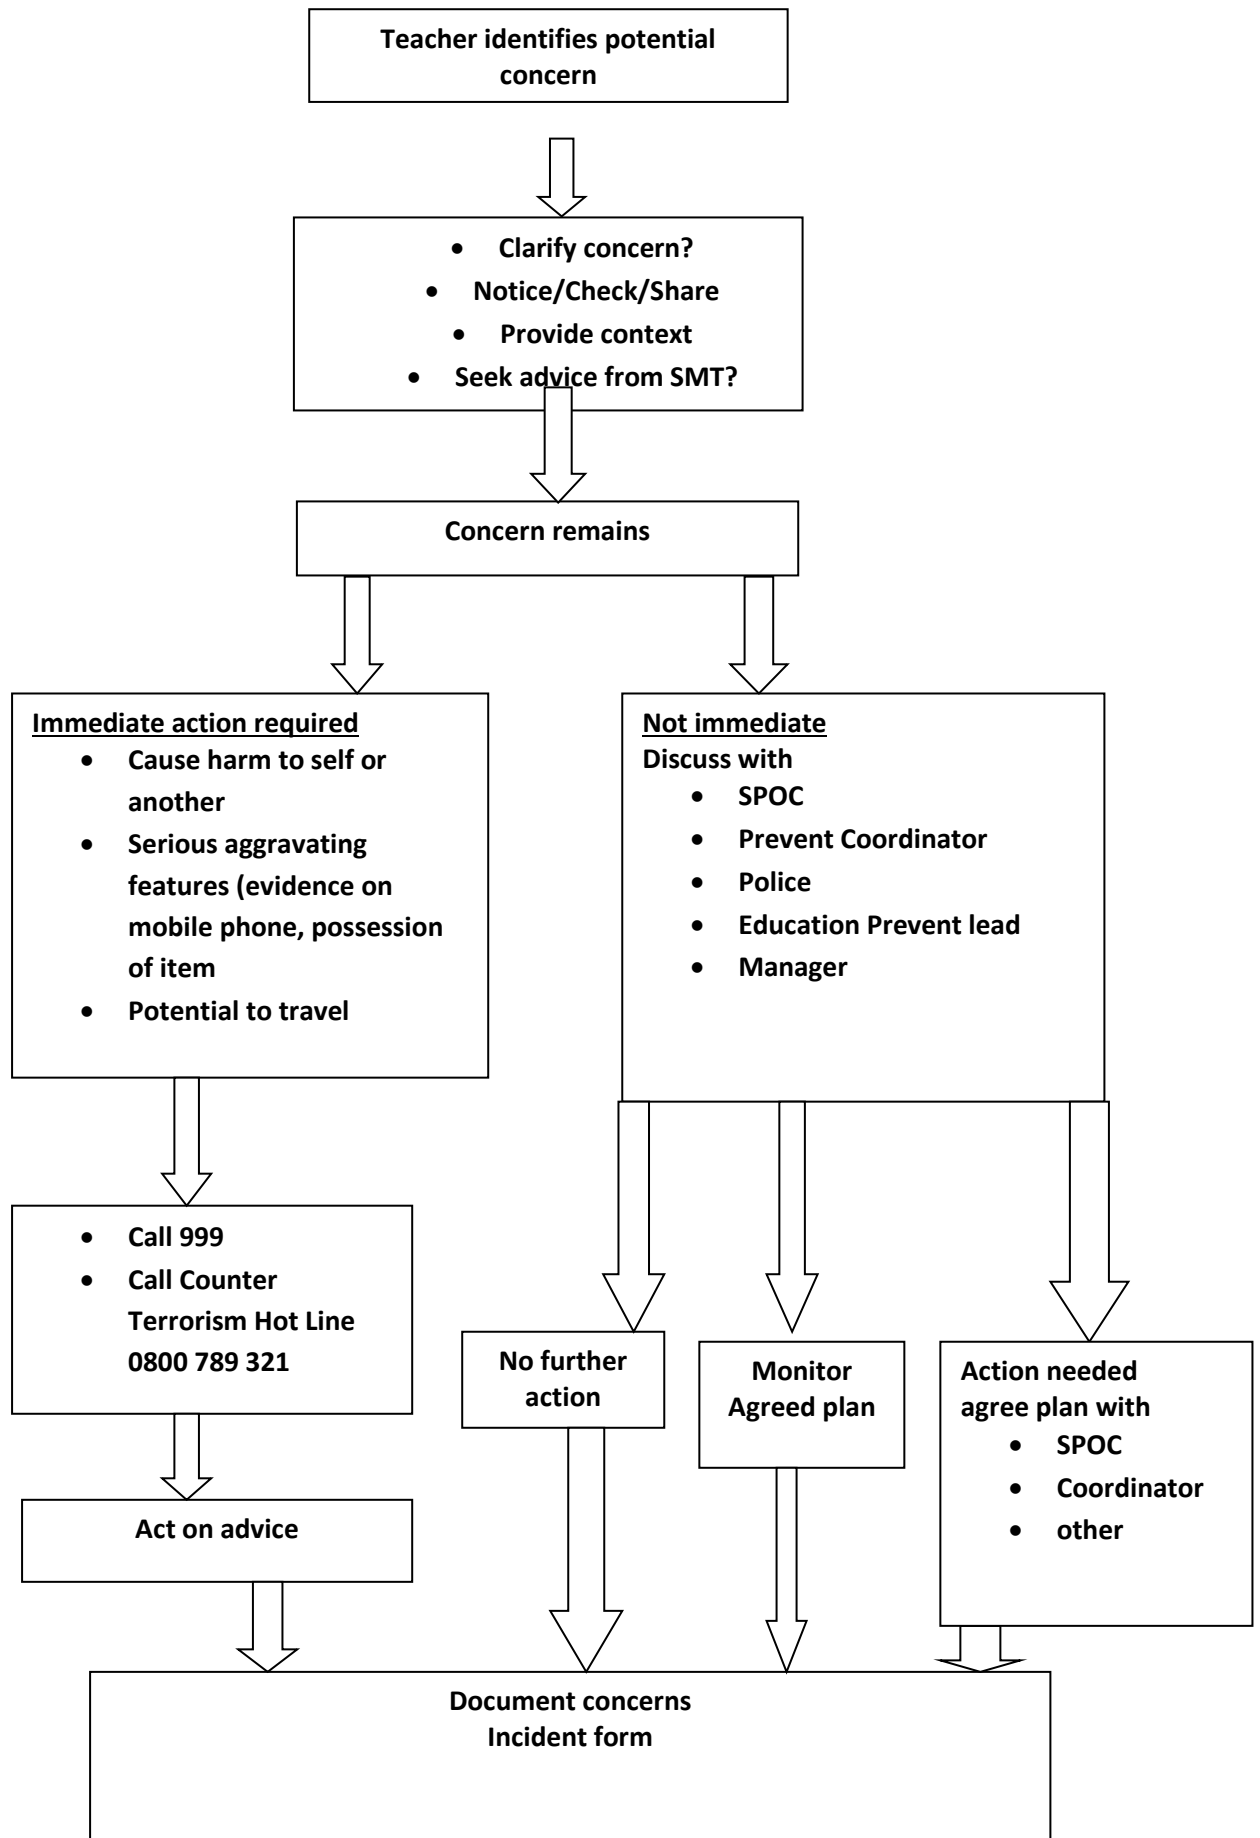 Teacher identifies potential
concern
• Clarify concern?
• Notice/Check/Share
• Provide context
• Seek advice from SMT?
Concern remains
Immediate action required
• Cause harm to self or
another
• Serious aggravating
features (evidence on
mobile phone, possession
of item
• Potential to travel
Not immediate
Discuss with
• SPOC
• Prevent Coordinator
• Police
• Education Prevent lead
• Manager
• Call 999
• Call Counter
Terrorism Hot Line
0800 789 321
No further
action
Monitor
Agreed plan
Action needed
agree plan with
• SPOC
• Coordinator
• other
Act on advice
Document concerns
Incident form